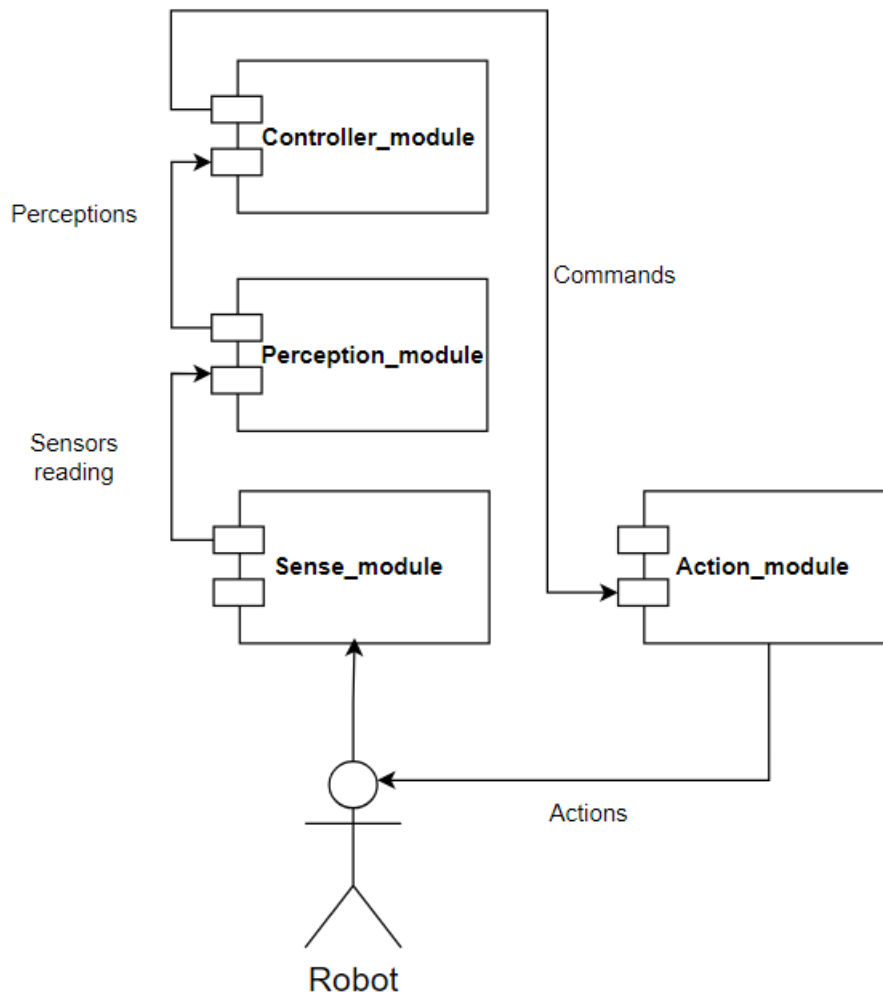 Controller_module
Perceptions
Commands
Perception_module
Sensors
reading
Sense_module
Action_module
Actions
Robot